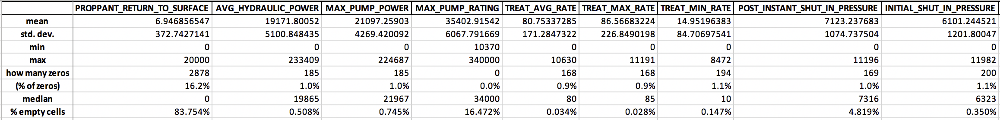 PROPPANT_RETURN_TO_SURFACE AVG_HYDRAULIC_POWER MAX_PUMP_POWER MAX_PUMP_RATING TREAT_AVG_RATE TREAT_MAX_RATE TREAT_MIN_RATE POST_INSTANT_SHUT_IN_PRESSURE INITIAL_SHUT_IN_PRESSURE
mean 6.946856547 19171.80052 21097.25903 35402.91542 80.75337285 86.56683224 14.95196383 7123.237683 6101.244521
std. dev. 372.7427141 5100.848435 4269.420092 6067.791669 171.2847322 226.8490198 84.70697541 1074.737504 1201.80047
min 0 0 0 10370 0 0 0 0 0
max 20000 233409 224687 340000 10630 11191 8472 11196 11982
how many zeros 2878 185 185 0 168 168 194 169 200
(% of zeros) 16.2% 1.0% 1.0% 0.0% 0.9% 0.9% 1.1% 1.0% 1.1%
median 0 19865 21967 34000 80 85 10 7316 6323
% empty cells 83.754% 0.508% 0.745% 16.472% 0.034% 0.028% 0.147% 4.819% 0.350%